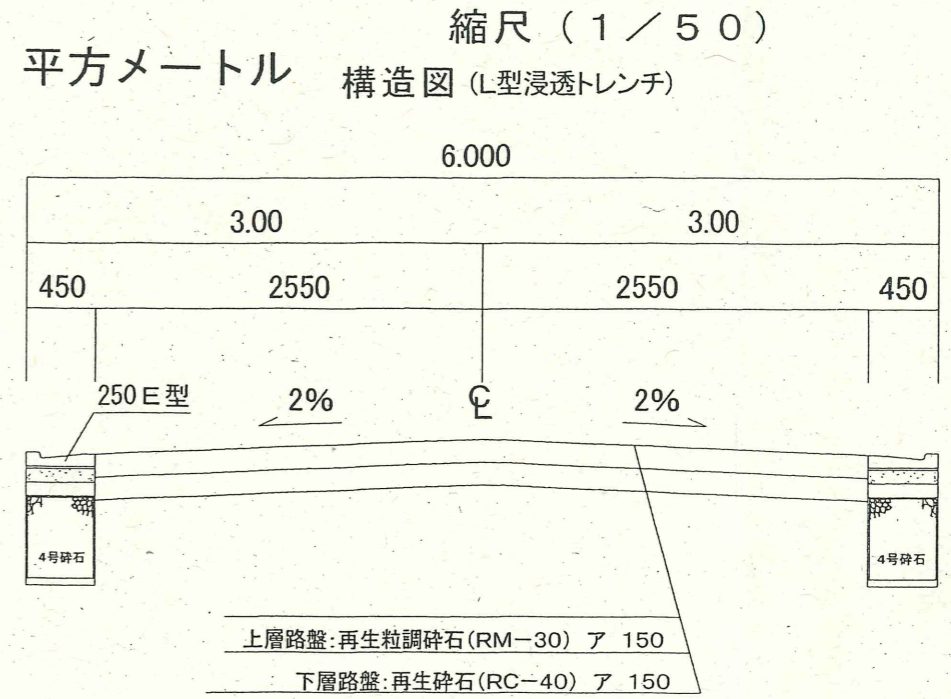 縮尺（１／５０）
平方メートル
構造図(L型浸透トレンチ)
6.000
3.00 3.00
450 2550 2550 450
250Ｅ型 2% CL 2%
4号砕石 4号砕石
上層路盤:再生粒調砕石(RM－30) ア 150
下層路盤:再生砕石(RC－40) ア 150